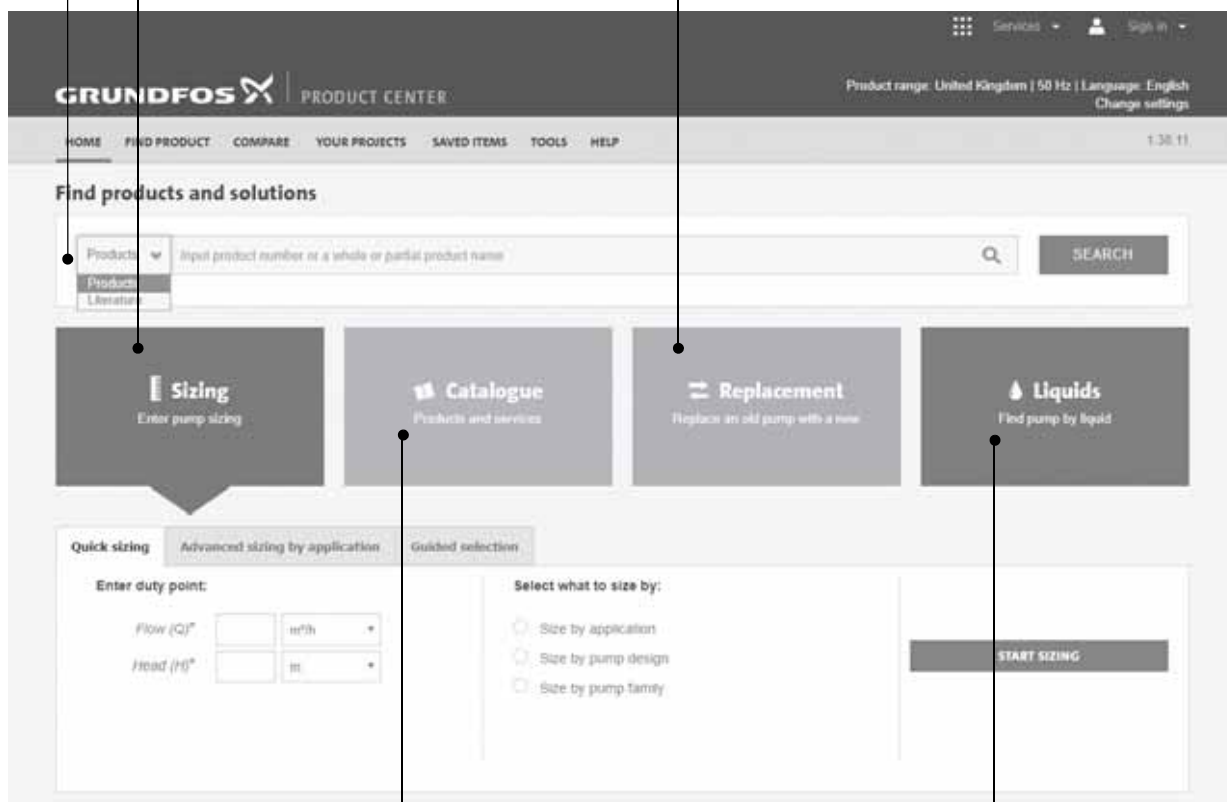 Services Sign in
GRUNDFOS PRODUCT CENTER
Product range: United Kingdom | 50 Hz | Language: English
Change settings
HOME FIND PRODUCT COMPARE YOUR PROJECTS SAVED ITEMS TOOLS HELP
1.38.11
Find products and solutions
Products Input product number or a whole or partial product name SEARCH
Products
Literature
Sizing
Enter pump sizing
Catalogue
Products and services
Replacement
Replace an old pump with a new
Liquids
Find pump by liquid
Quick sizing Advanced sizing by application Guided selection
Enter duty point:
Flow (Q)* m³/h
Head (H)* m
Select what to size by:
Size by application
Size by pump design
Size by pump family
START SIZING